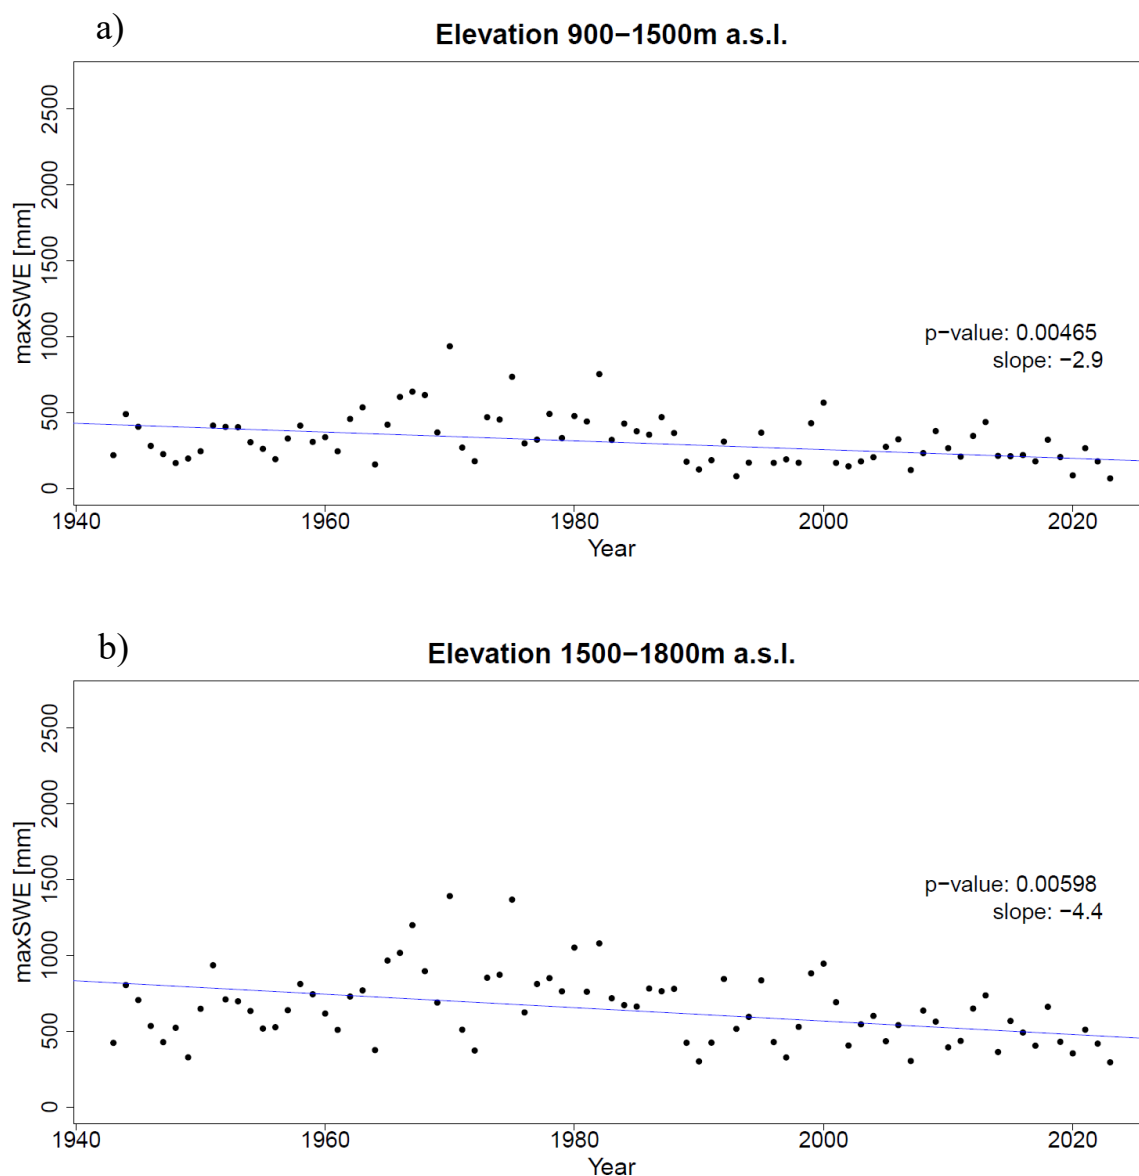 a)
Elevation 900−1500m a.s.l.
2500
2000
1500
1000
500
0
maxSWE [mm]
p−value: 0.00465
slope: −2.9
1940 1960 1980 2000 2020
Year
b)
Elevation 1500−1800m a.s.l.
2500
2000
1500
1000
500
0
maxSWE [mm]
p−value: 0.00598
slope: −4.4
1940 1960 1980 2000 2020
Year